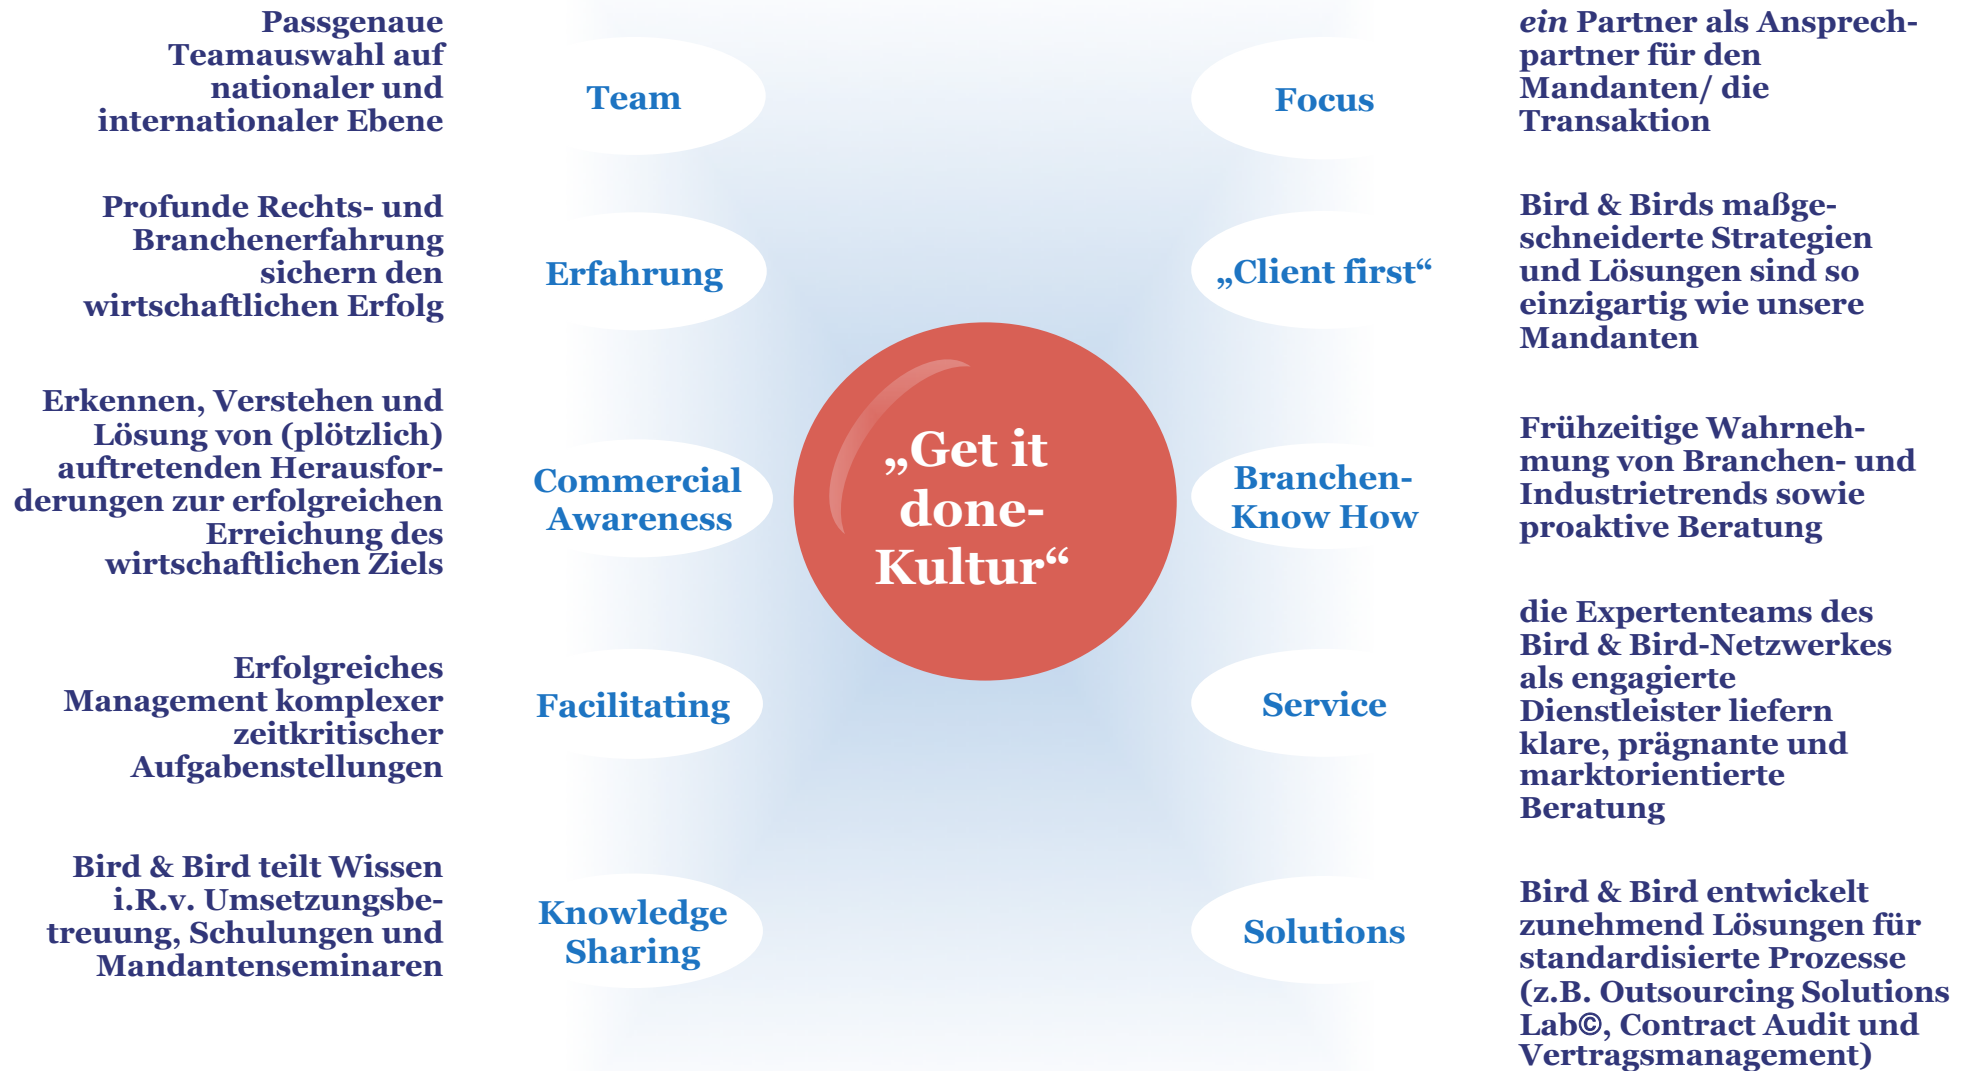 Passgenaue
Teamauswahl auf
nationaler und
internationaler Ebene
Team
Profunde Rechts- und
Branchenerfahrung
sichern den
wirtschaftlichen Erfolg
Erfahrung
Erkennen, Verstehen und
Lösung von (plötzlich)
auftretenden Herausfor-
derungen zur erfolgreichen
Erreichung des
wirtschaftlichen Ziels
Commercial
Awareness
Erfolgreiches
Management komplexer
zeitkritischer
Aufgabenstellungen
Facilitating
Bird & Bird teilt Wissen
i.R.v. Umsetzungsbe-
treuung, Schulungen und
Mandantenseminaren
Knowledge
Sharing
„Get it
done-
Kultur“
Focus
ein Partner als Ansprech-
partner für den
Mandanten/ die
Transaktion
„Client first“
Bird & Birds maßge-
schneiderte Strategien
und Lösungen sind so
einzigartig wie unsere
Mandanten
Branchen-
Know How
Frühzeitige Wahrneh-
mung von Branchen- und
Industrietrends sowie
proaktive Beratung
Service
die Expertenteams des
Bird & Bird-Netzwerkes
als engagierte
Dienstleister liefern
klare, prägnante und
marktorientierte
Beratung
Solutions
Bird & Bird entwickelt
zunehmend Lösungen für
standardisierte Prozesse
(z.B. Outsourcing Solutions
Lab©, Contract Audit und
Vertragsmanagement)